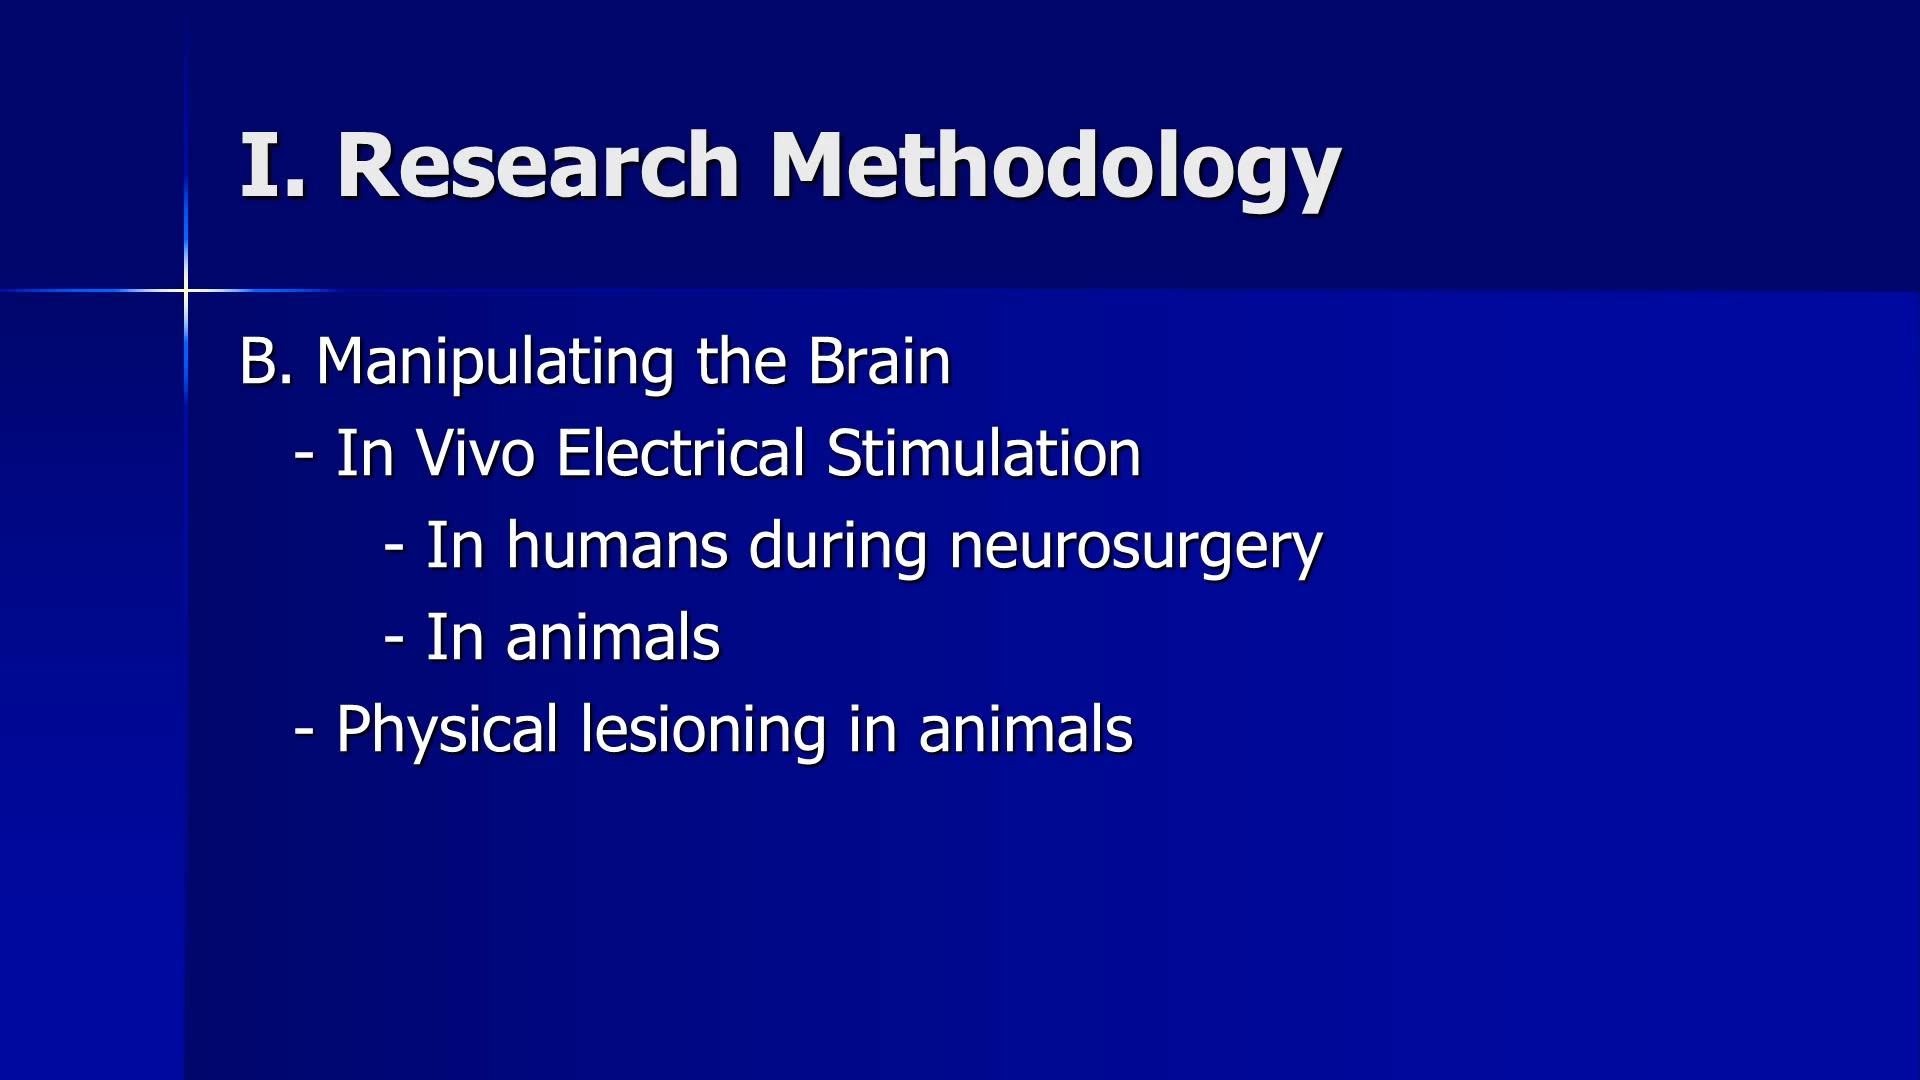 I. Research Methodology
B. Manipulating the Brain
- In Vivo Electrical Stimulation
- In humans during neurosurgery
- In animals
- Physical lesioning in animals